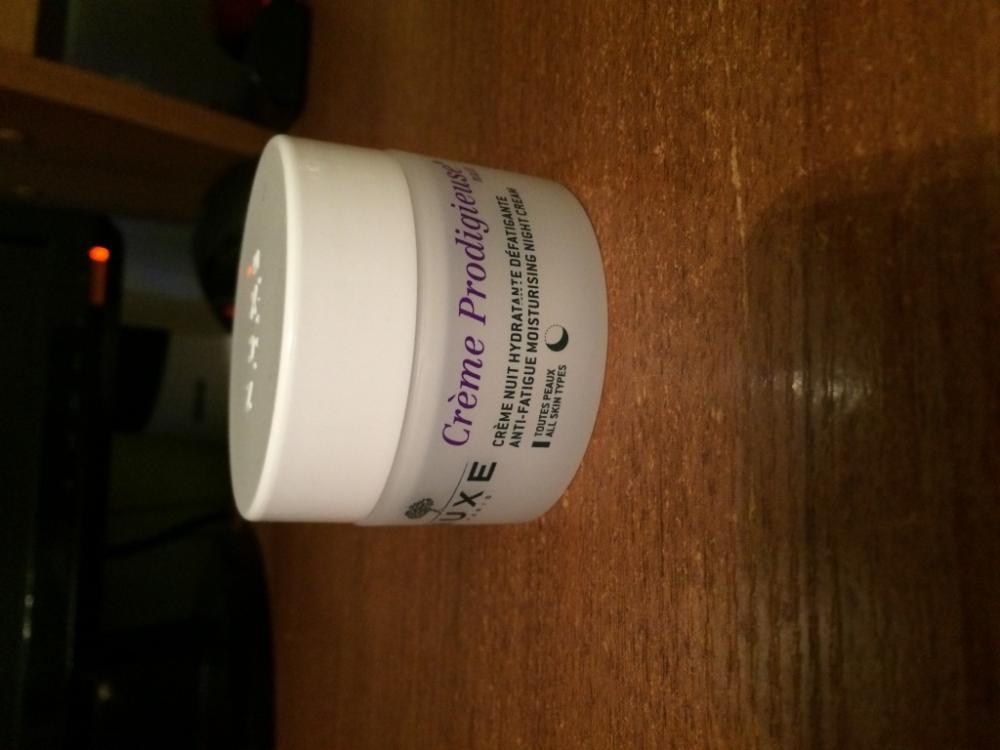 Crème Prodigieuse
CRÈME NUIT HYDRATANTE DÉFATIGANTE
ANTI-FATIGUE MOISTURISING NIGHT CREAM
TOUTES PEAUX
ALL SKIN TYPES
UXE